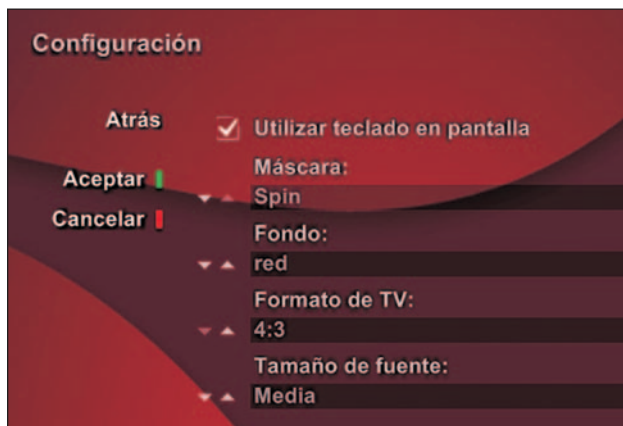 Configuración
Atrás
Aceptar
Cancelar
Utilizar teclado en pantalla
Máscara:
Spin
Fondo:
red
Formato de TV:
4:3
Tamaño de fuente:
Media